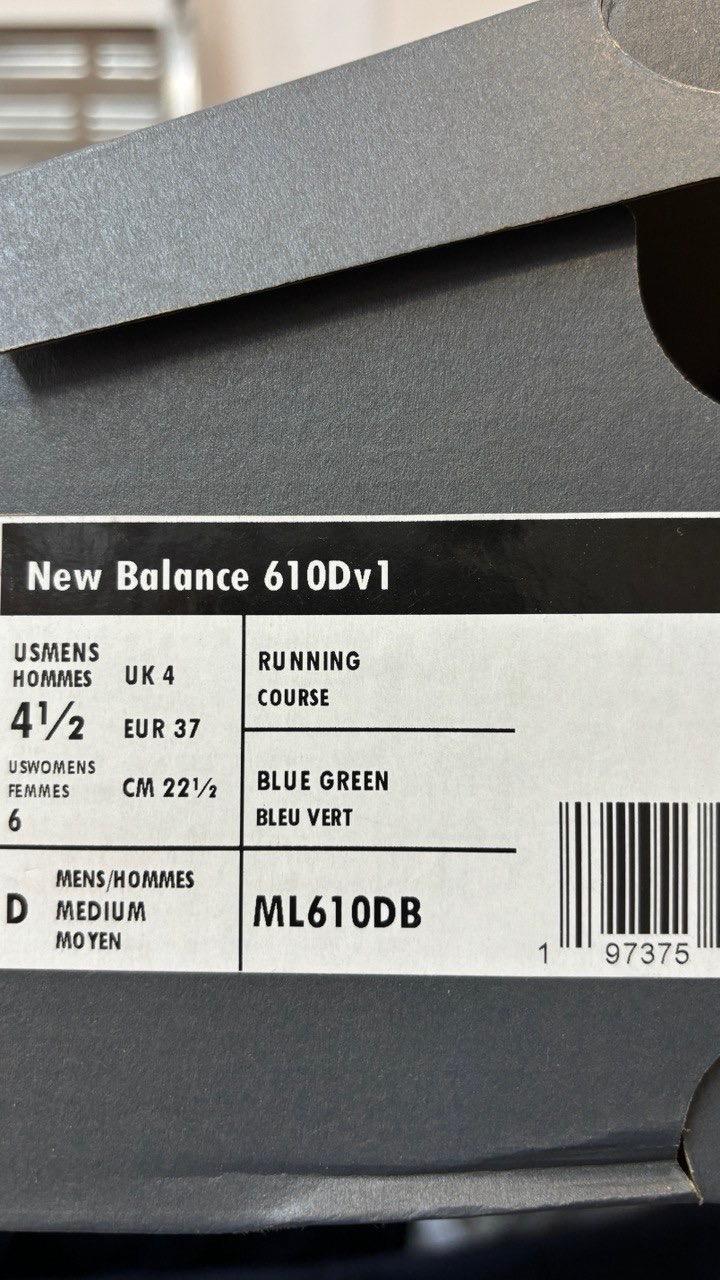 New Balance 610Dv1
USMENS
HOMMES
4½
USWOMENS
FEMMES
6
UK 4
EUR 37
CM 22½
RUNNING
COURSE
BLUE GREEN
BLEU VERT
D
MENS/HOMMES
MEDIUM
MOYEN
ML610DB
1 97375